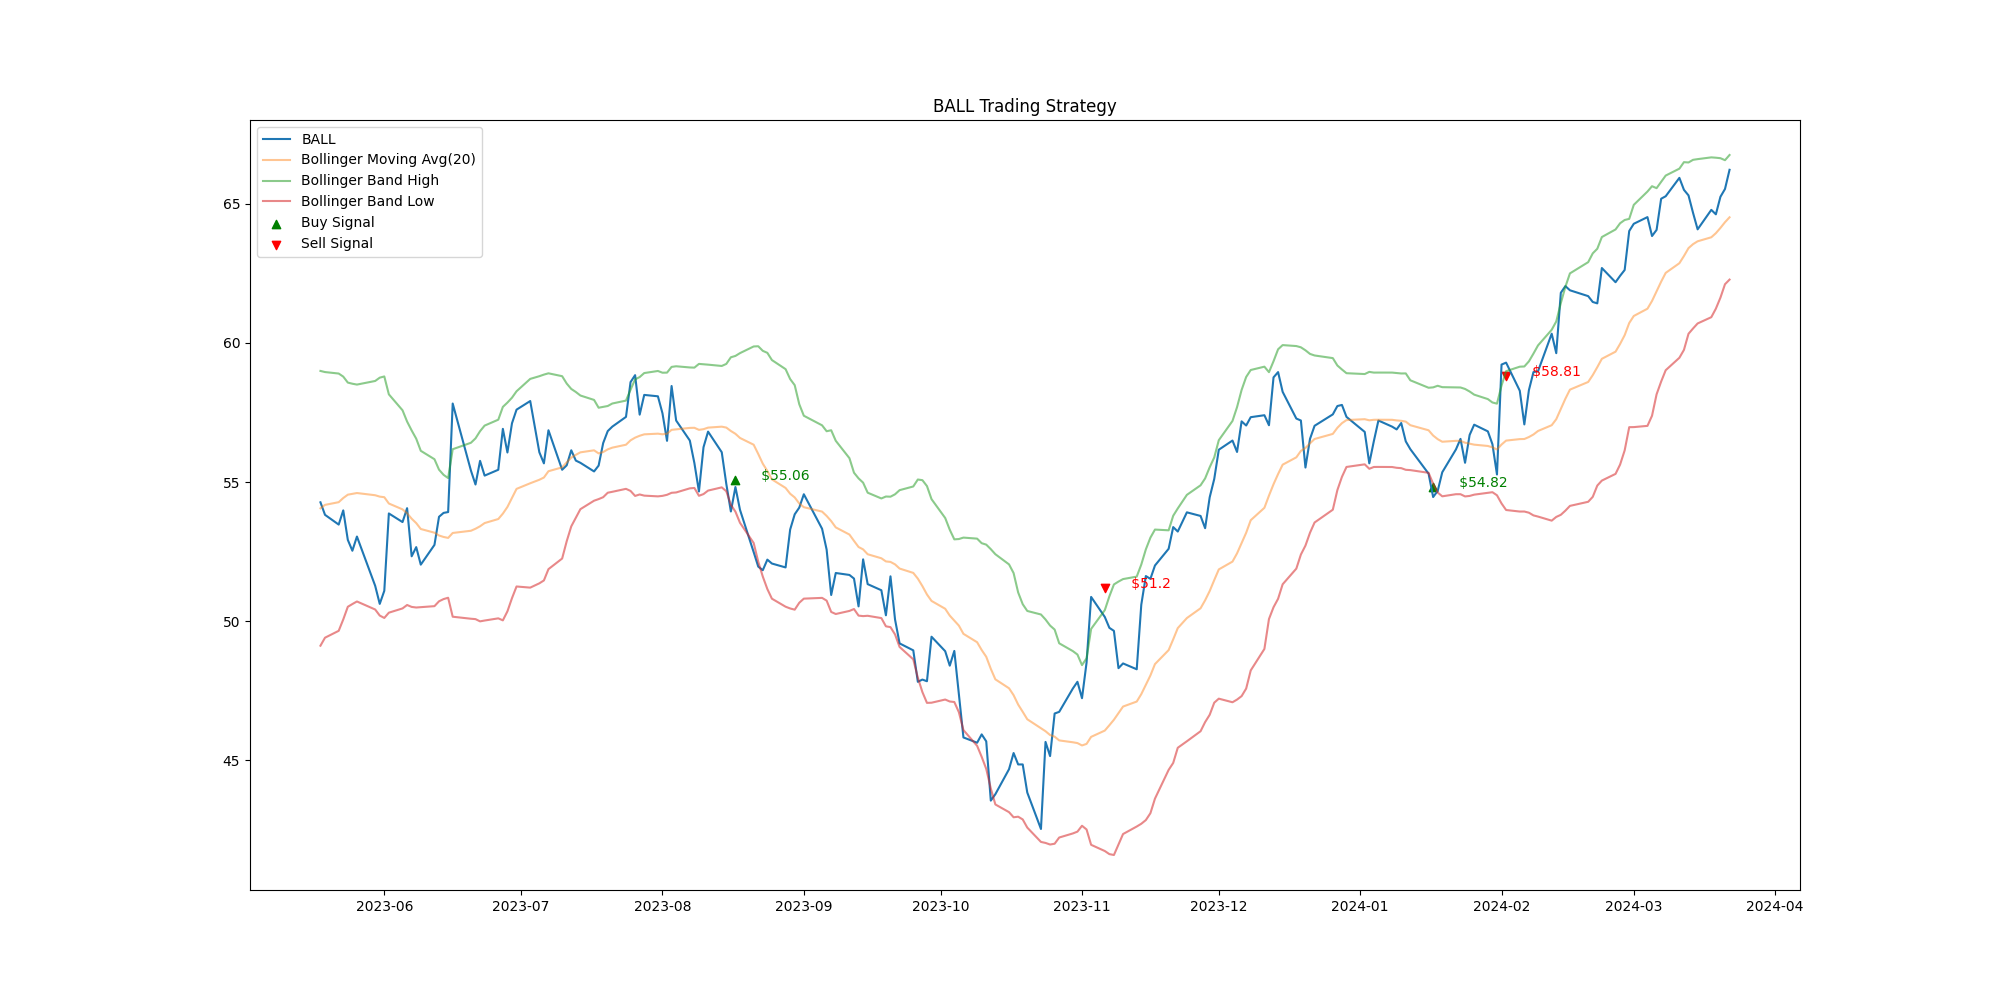 BALL Trading Strategy
BALL
Bollinger Moving Avg(20)
Bollinger Band High
Bollinger Band Low
Buy Signal
Sell Signal
65
60
55
50
45
$55.06
$51.2
$54.82
$58.81
2023-06 2023-07 2023-08 2023-09 2023-10 2023-11 2023-12 2024-01 2024-02 2024-03 2024-04